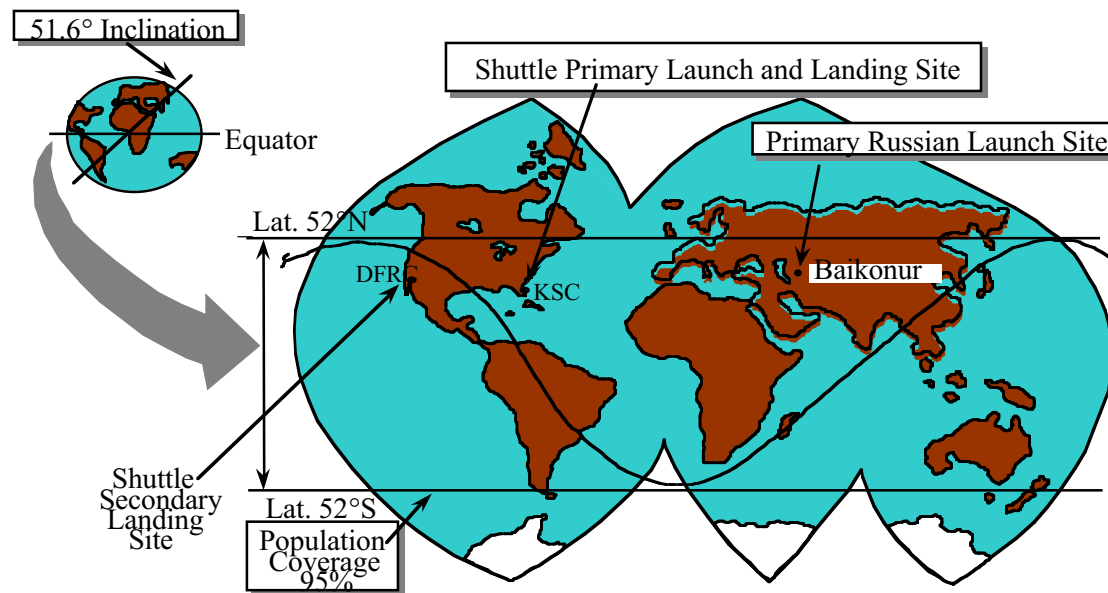 51.6° Inclination
Shuttle Primary Launch and Landing Site
Primary Russian Launch Site
Equator
Lat. 52°N
DFRC
KSC
Baikonur
Shuttle
Secondary
Landing
Site
Lat. 52°S
Population
Coverage
95%